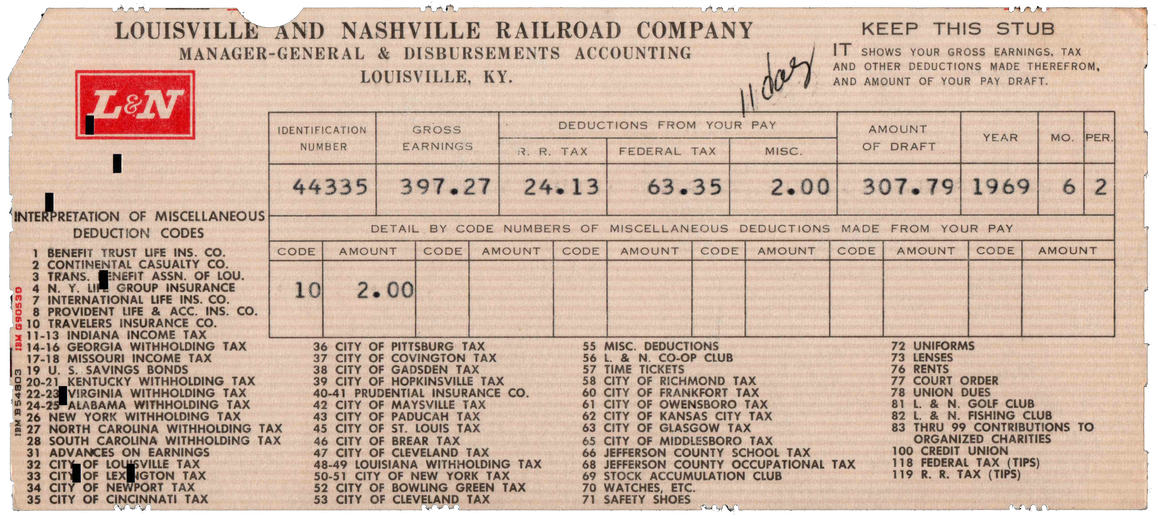 LOUISVILLE AND NASHVILLE RAILROAD COMPANY
MANAGER-GENERAL & DISBURSEMENTS ACCOUNTING
LOUISVILLE, KY.
KEEP THIS STUB
IT SHOWS YOUR GROSS EARNINGS, TAX
AND OTHER DEDUCTIONS MADE THEREFROM,
AND AMOUNT OF YOUR PAY DRAFT.
11 day
L&N
IDENTIFICATION NUMBER
GROSS EARNINGS
DEDUCTIONS FROM YOUR PAY
R. R. TAX
FEDERAL TAX
MISC.
AMOUNT OF DRAFT
YEAR
MO.
PER.
44335 397.27 24.13 63.35 2.00 307.79 1969 6 2
DETAIL BY CODE NUMBERS OF MISCELLANEOUS DEDUCTIONS MADE FROM YOUR PAY
CODE AMOUNT CODE AMOUNT CODE AMOUNT CODE AMOUNT CODE AMOUNT CODE AMOUNT
10 2.00
INTERPRETATION OF MISCELLANEOUS
DEDUCTION CODES
1 BENEFIT TRUST LIFE INS. CO.
2 CONTINENTAL CASUALTY CO.
3 TRANS. BENEFIT ASSN. OF LOU.
4 N. Y. LIFE GROUP INSURANCE
7 INTERNATIONAL LIFE INS. CO.
8 PROVIDENT LIFE & ACC. INS. CO.
10 TRAVELERS INSURANCE CO.
11-13 INDIANA INCOME TAX
14-16 GEORGIA WITHHOLDING TAX
17-18 MISSOURI INCOME TAX
19 U. S. SAVINGS BONDS
20-21 KENTUCKY WITHHOLDING TAX
22-23 VIRGINIA WITHHOLDING TAX
24-25 ALABAMA WITHHOLDING TAX
26 NEW YORK WITHHOLDING TAX
27 NORTH CAROLINA WITHHOLDING TAX
28 SOUTH CAROLINA WITHHOLDING TAX
31 ADVANCES ON EARNINGS
32 CITY OF LOUISVILLE TAX
33 CITY OF LEXINGTON TAX
34 CITY OF NEWPORT TAX
35 CITY OF CINCINNATI TAX
36 CITY OF PITTSBURG TAX
37 CITY OF COVINGTON TAX
38 CITY OF GADSDEN TAX
39 CITY OF HOPKINSVILLE TAX
40-41 PRUDENTIAL INSURANCE CO.
42 CITY OF MAYSVILLE TAX
43 CITY OF PADUCAH TAX
45 CITY OF ST. LOUIS TAX
46 CITY OF BREAR TAX
47 CITY OF CLEVELAND TAX
48-49 LOUISIANA WITHHOLDING TAX
50-51 CITY OF NEW YORK TAX
52 CITY OF BOWLING GREEN TAX
53 CITY OF CLEVELAND TAX
55 MISC. DEDUCTIONS
56 L. & N. CO-OP CLUB
57 TIME TICKETS
58 CITY OF RICHMOND TAX
60 CITY OF FRANKFORT TAX
61 CITY OF OWENSBORO TAX
62 CITY OF KANSAS CITY TAX
63 CITY OF GLASGOW TAX
65 CITY OF MIDDLESBORO TAX
66 JEFFERSON COUNTY SCHOOL TAX
68 JEFFERSON COUNTY OCCUPATIONAL TAX
69 STOCK ACCUMULATION CLUB
70 WATCHES, ETC.
71 SAFETY SHOES
72 UNIFORMS
73 LENSES
76 RENTS
77 COURT ORDER
78 UNION DUES
81 L. & N. GOLF CLUB
82 L. & N. FISHING CLUB
83 THRU 99 CONTRIBUTIONS TO
ORGANIZED CHARITIES
100 CREDIT UNION
118 FEDERAL TAX (TIPS)
119 R. R. TAX (TIPS)
IBM G90530
IBM B54803